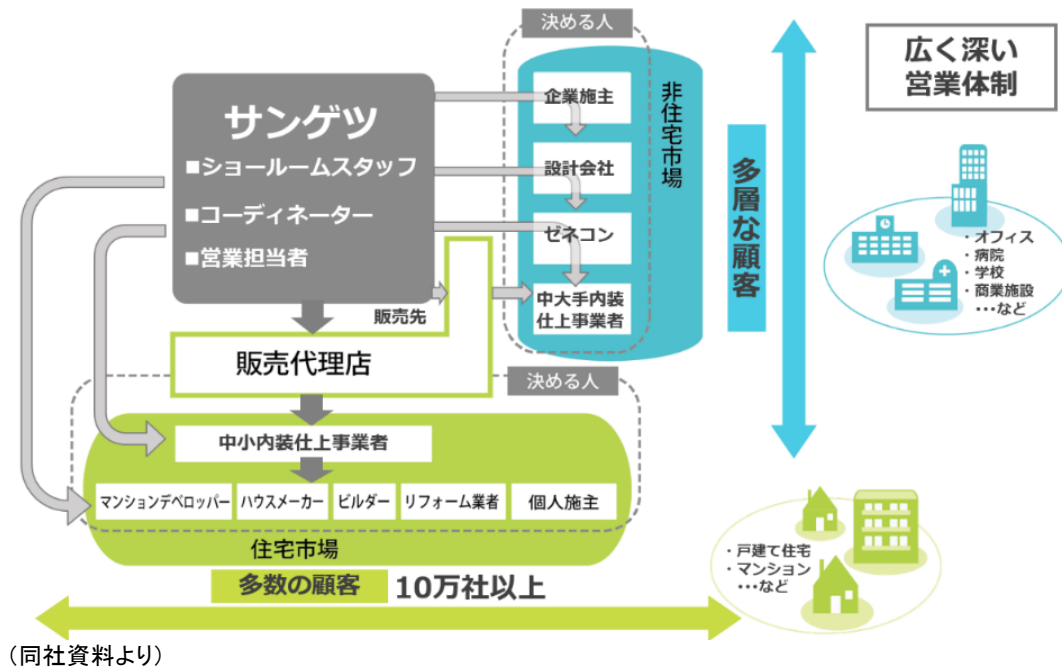 決める人
広く深い
営業体制
サンゲツ
■ショールームスタッフ
■コーディネーター
■営業担当者
企業施主
設計会社
ゼネコン
中大手内装
仕上事業者
非住宅市場
多層な顧客
・オフィス
・病院
・学校
・商業施設
・・・など
販売先
販売代理店
決める人
中小内装仕上事業者
マンションデベロッパー
ハウスメーカー
ビルダー
リフォーム業者
個人施主
住宅市場
・戸建て住宅
・マンション
・・・など
多数の顧客 10万社以上
（同社資料より）